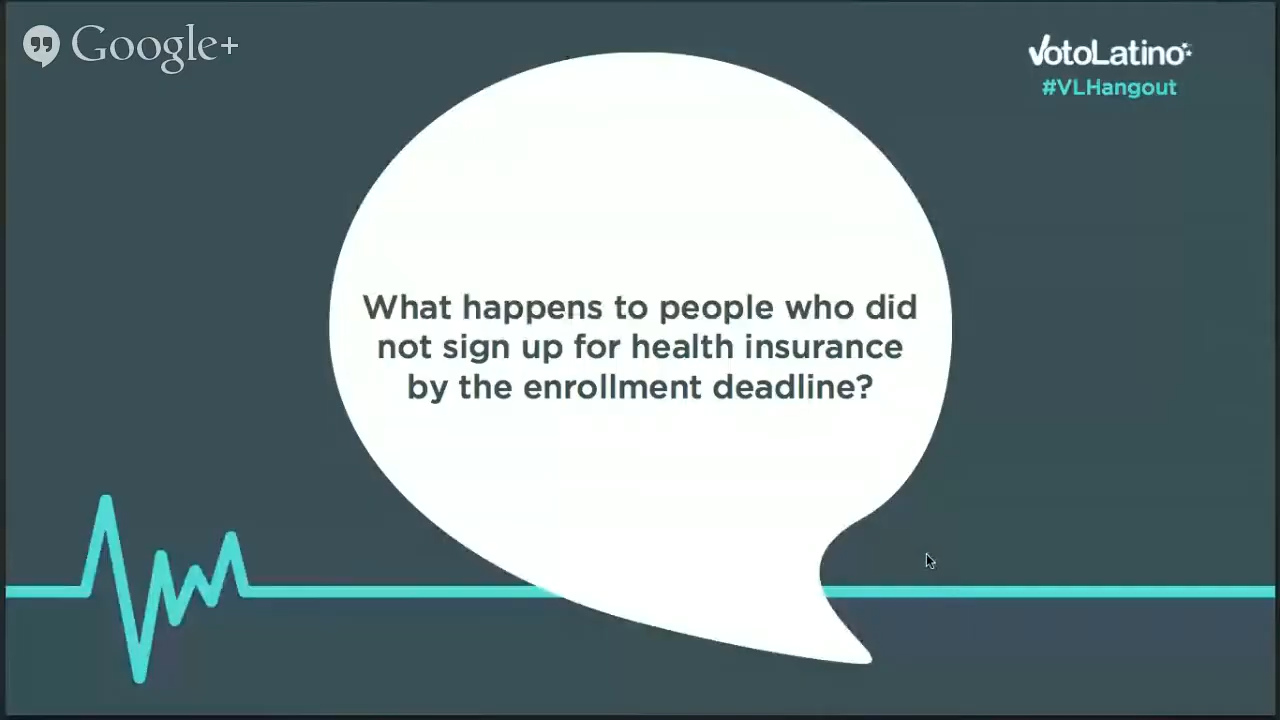 Google+
VotoLatino
#VLHangout
What happens to people who did
not sign up for health insurance
by the enrollment deadline?